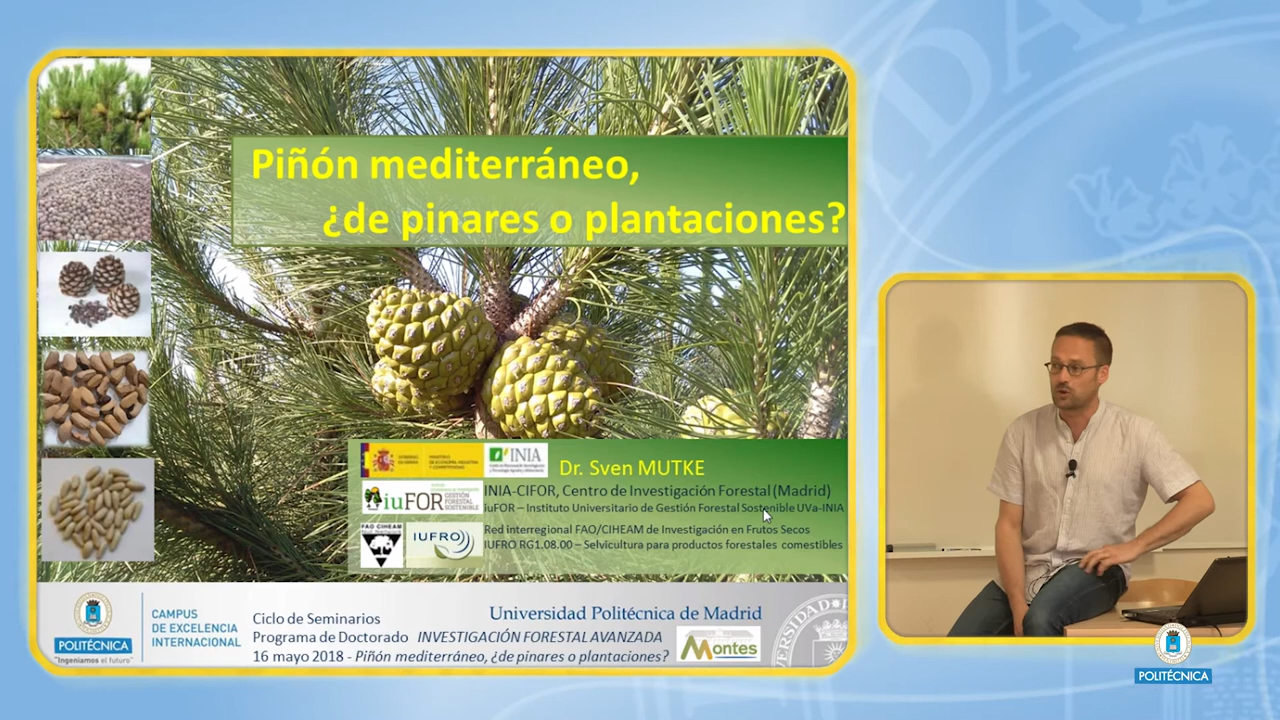 Piñón mediterráneo,
¿de pinares o plantaciones?
INIA
Dr. Sven MUTKE
INIA-CIFOR, Centro de Investigación Forestal (Madrid)
iuFOR GESTIÓN FORESTAL SOSTENIBLE
iuFOR – Instituto Universitario de Gestión Forestal Sostenible UVa-INIA
FAO CIHEAM
IUFRO
Red interregional FAO/CIHEAM de Investigación en Frutos Secos
IUFRO RG1.08.00 – Selvicultura para productos forestales comestibles
POLITÉCNICA
"Ingeniamos el futuro"
CAMPUS
DE EXCELENCIA
INTERNACIONAL
Ciclo de Seminarios
Universidad Politécnica de Madrid
Programa de Doctorado INVESTIGACIÓN FORESTAL AVANZADA
16 mayo 2018 - Piñón mediterráneo, ¿de pinares o plantaciones?
Montes
POLITÉCNICA